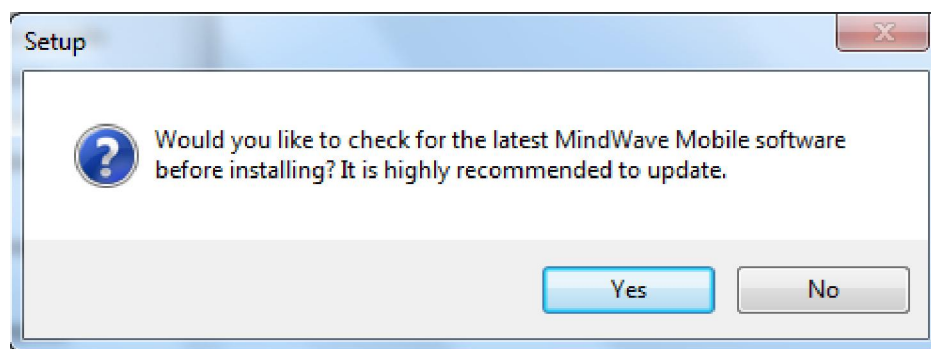 Setup
Would you like to check for the latest MindWave Mobile software
before installing? It is highly recommended to update.
Yes
No